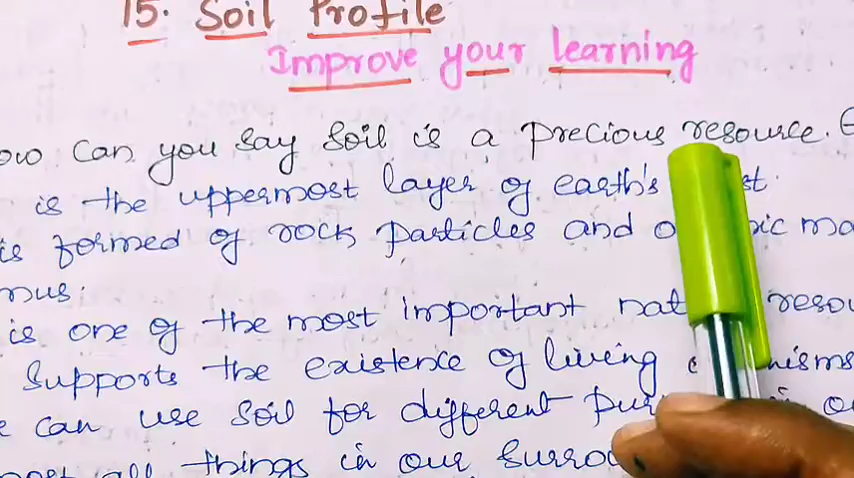 15. Soil Profile
Improve your learning
can you say soil is a precious resource.
is the uppermost layer of earth's
is formed of rock particles and
is one of the most important
supports the existence of living
can use soil for different
all things in our